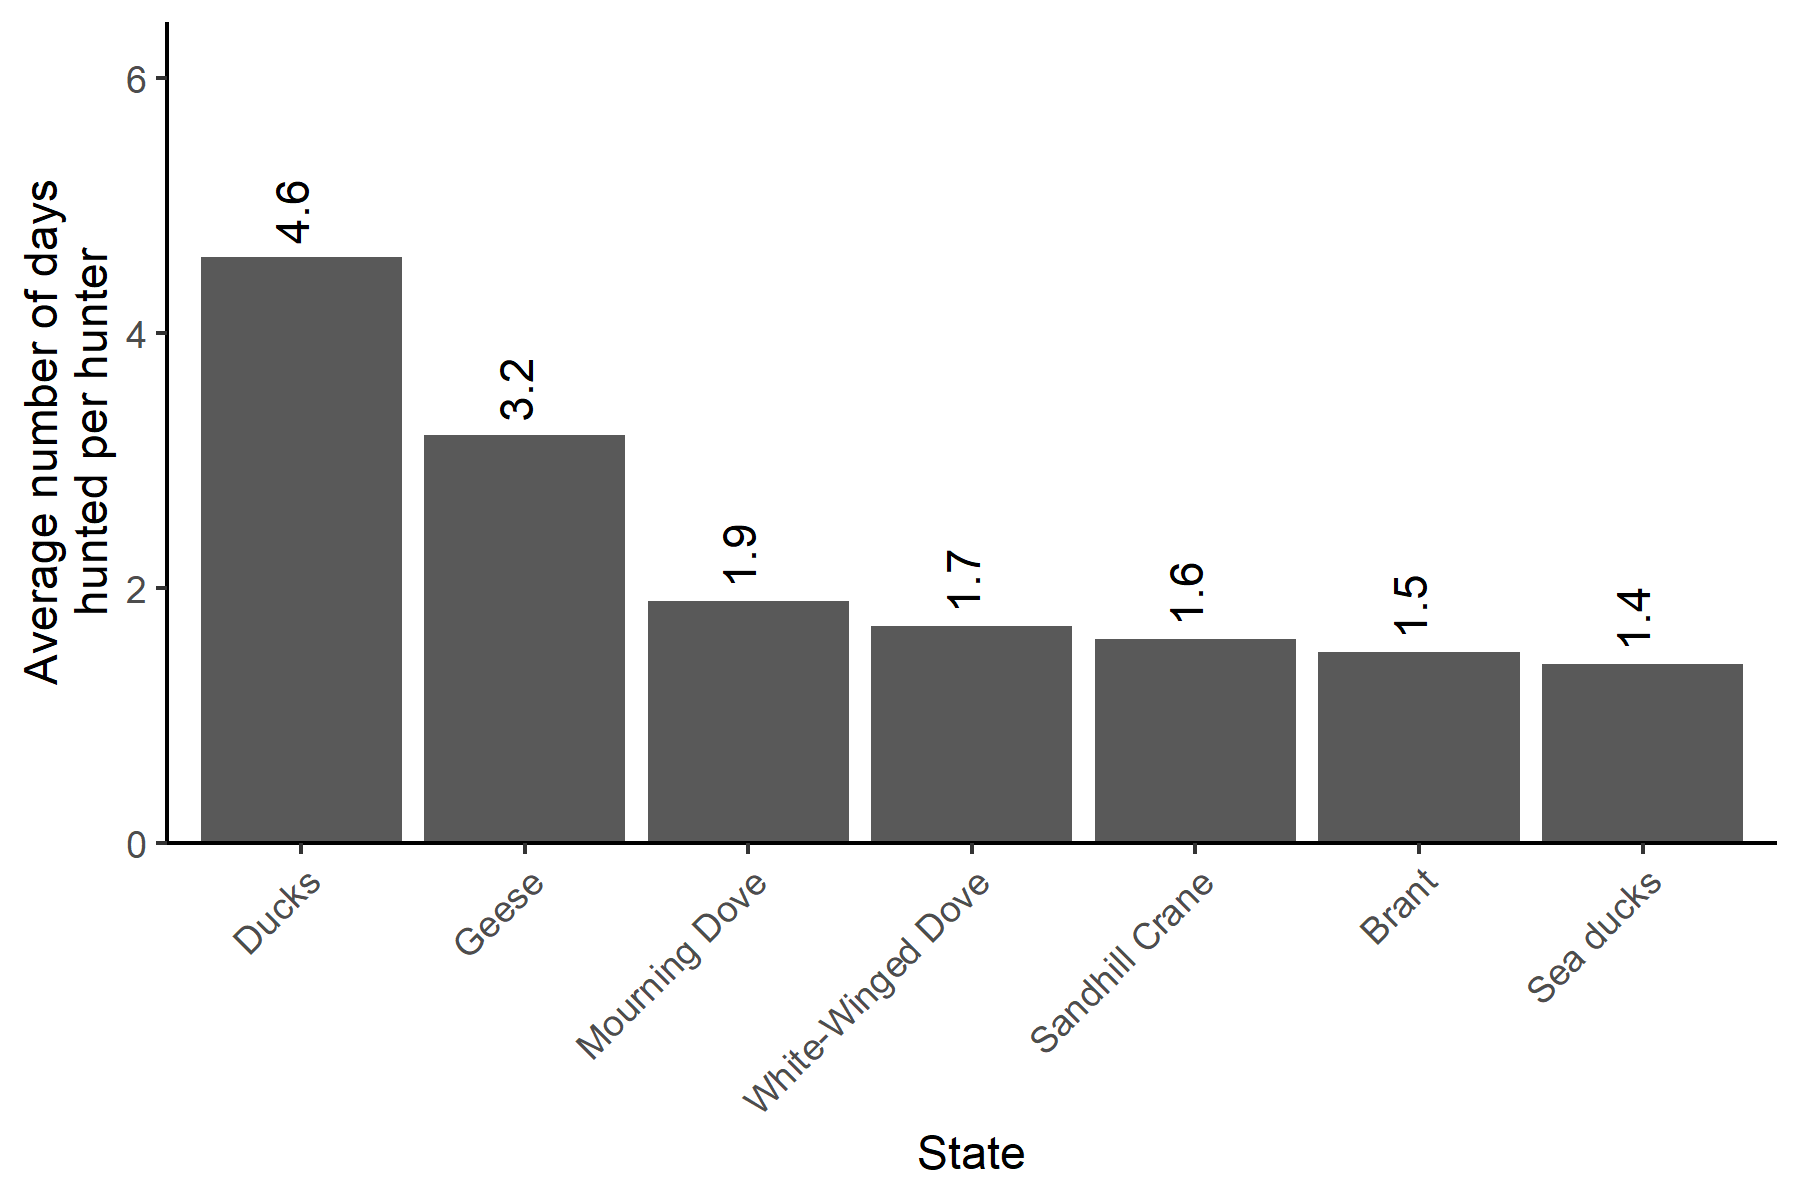 Average number of days
hunted per hunter
6
4
2
0
4.6
3.2
1.9
1.7
1.6
1.5
1.4
Ducks
Geese
Mourning Dove
White-Winged Dove
Sandhill Crane
Brant
Sea ducks
State